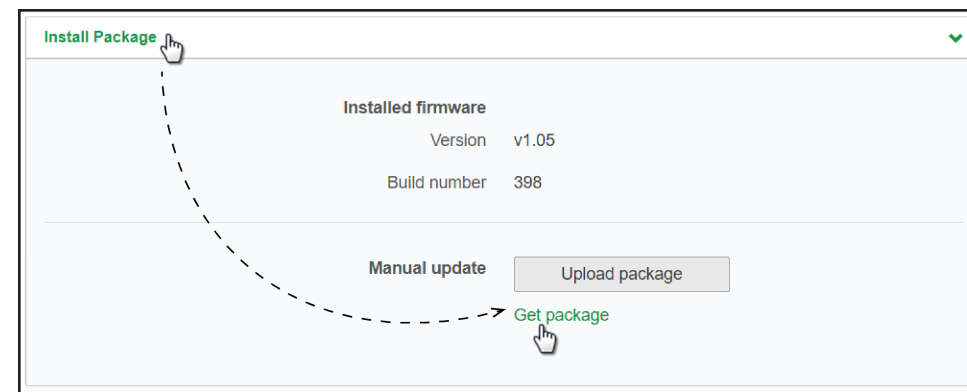 Install Package
Installed firmware
Version v1.05
Build number 398
Manual update Upload package
Get package